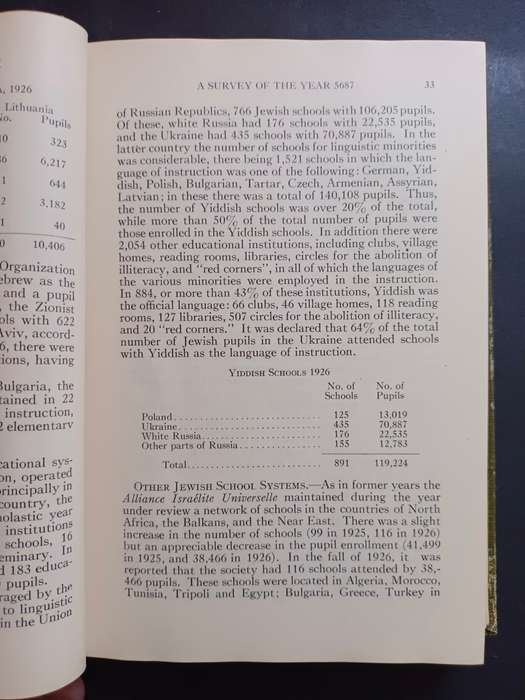 , 1926
Lithuania
No. Pupils
323
6,217
1 644
2 3,182
1 40
0 10,406
Organization
ebrew as the
and a pupil
, the Zionist
ols with 622
Aviv, accord-
6, there were
ions, having
Bulgaria, the
tained in 22
instruction,
2 elementary
cational sys-
on, operated
principally in
country, the
holastic year
institutions
schools, 16
eminary. In
d 183 educa-
pupils.
raged by the
to linguistic
in the Union
A SURVEY OF THE YEAR 5687 33
of Russian Republics, 766 Jewish schools with 106,205 pupils.
Of these, white Russia had 176 schools with 22,535 pupils,
and the Ukraine had 435 schools with 70,887 pupils. In the
latter country the number of schools for linguistic minorities
was considerable, there being 1,521 schools in which the lan-
guage of instruction was one of the following: German, Yid-
dish, Polish, Bulgarian, Tartar, Czech, Armenian, Assyrian,
Latvian; in these there was a total of 140,108 pupils. Thus,
the number of Yiddish schools was over 20% of the total,
while more than 50% of the total number of pupils were
those enrolled in the Yiddish schools. In addition there were
2,054 other educational institutions, including clubs, village
homes, reading rooms, libraries, circles for the abolition of
illiteracy, and "red corners", in all of which the languages of
the various minorities were employed in the instruction.
In 884, or more than 43% of these institutions, Yiddish was
the official language: 66 clubs, 46 village homes, 118 reading
rooms, 127 libraries, 507 circles for the abolition of illiteracy,
and 20 "red corners." It was declared that 64% of the total
number of Jewish pupils in the Ukraine attended schools
with Yiddish as the language of instruction.
YIDDISH SCHOOLS 1926
No. of No. of
Schools Pupils
Poland 125 13,019
Ukraine 435 70,887
White Russia 176 22,535
Other parts of Russia 155 12,783
Total 891 119,224
OTHER JEWISH SCHOOL SYSTEMS.—As in former years the
Alliance Israélite Universelle maintained during the year
under review a network of schools in the countries of North
Africa, the Balkans, and the Near East. There was a slight
increase in the number of schools (99 in 1925, 116 in 1926)
but an appreciable decrease in the pupil enrollment (41,499
in 1925, and 38,466 in 1926). In the fall of 1926, it was
reported that the society had 116 schools attended by 38,-
466 pupils. These schools were located in Algeria, Morocco,
Tunisia, Tripoli and Egypt; Bulgaria, Greece, Turkey in